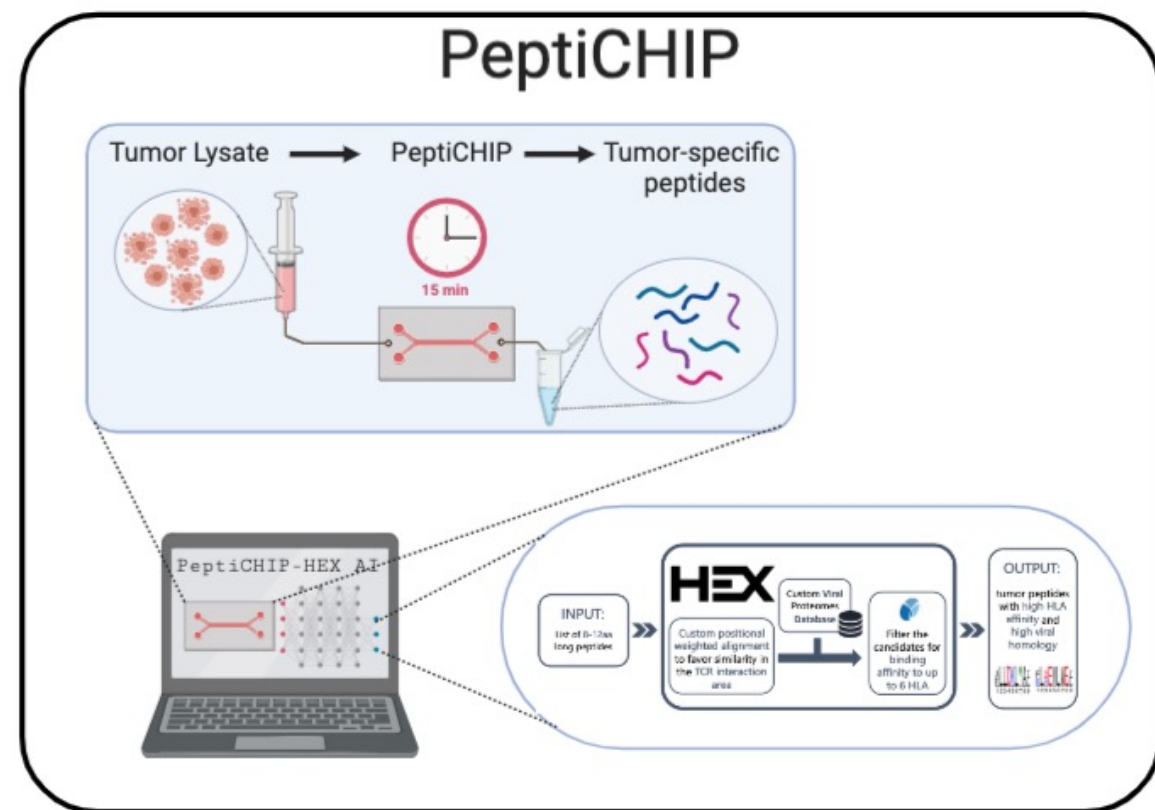 PeptiCHIP
Tumor Lysate
PeptiCHIP
Tumor-specific
peptides
15 min
PeptiCHIP-HEX AI
INPUT:
List of 8-12aa
long peptides
HEX
Custom positional
weighted alignment
to favor similarity in
the TCR interaction
area
Custom Viral
Proteomes
Database
Filter the
candidates for
binding
affinity to up
to 6 HLA
OUTPUT:
tumor peptides
with high HLA
affinity and
high viral
homology